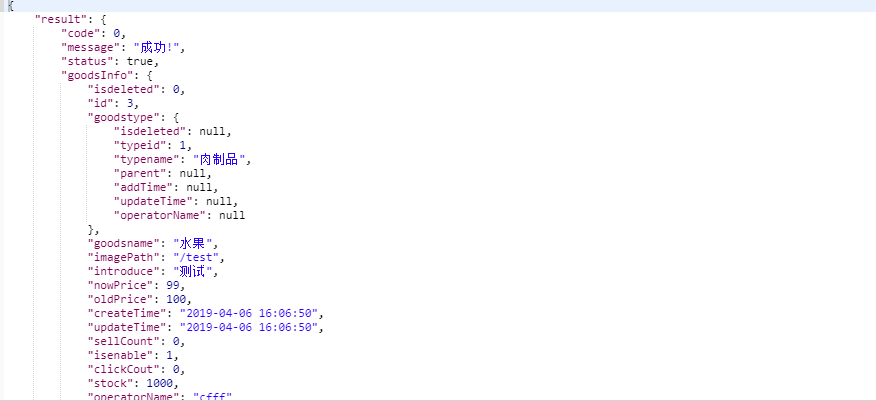 {
"result": {
"code": 0,
"message": "成功!",
"status": true,
"goodsInfo": {
"isdeleted": 0,
"id": 3,
"goodstype": {
"isdeleted": null,
"typeid": 1,
"typename": "肉制品",
"parent": null,
"addTime": null,
"updateTime": null,
"operatorName": null
},
"goodsname": "水果",
"imagePath": "/test",
"introduce": "测试",
"nowPrice": 99,
"oldPrice": 100,
"createTime": "2019-04-06 16:06:50",
"updateTime": "2019-04-06 16:06:50",
"sellCount": 0,
"isenable": 1,
"clickCout": 0,
"stock": 1000,
"operatorName": "cfff"